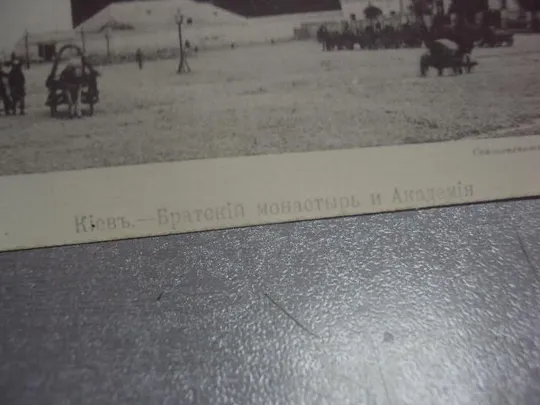 Кіевъ.—Братскій монастырь и Академія